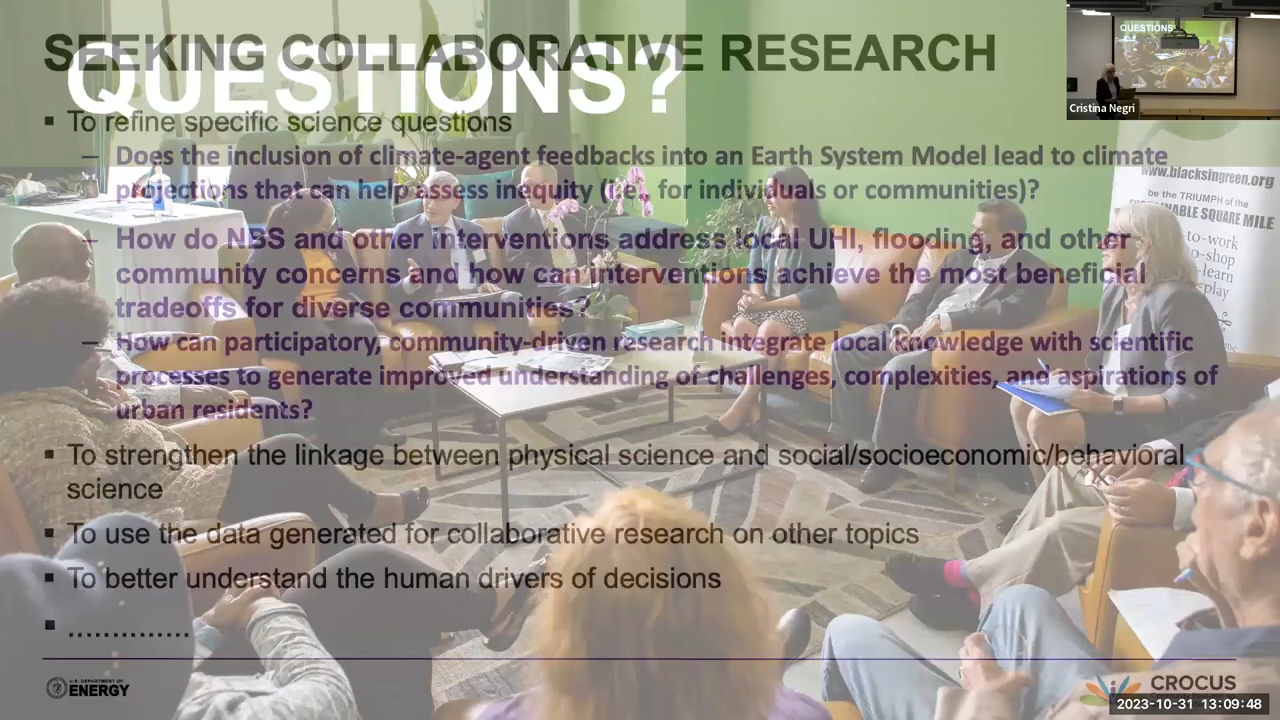 SEEKING COLLABORATIVE RESEARCH
QUESTIONS?
▪ To refine specific science questions
– Does the inclusion of climate-agent feedbacks into an Earth System Model lead to climate
projections that can help assess inequity (i.e., for individuals or communities)?
– How do NBS and other interventions address local UHI, flooding, and other
community concerns and how can interventions achieve the most beneficial
tradeoffs for diverse communities?
– How can participatory, community-driven research integrate local knowledge with scientific
processes to generate improved understanding of challenges, complexities, and aspirations of
urban residents?
▪ To strengthen the linkage between physical science and social/socioeconomic/behavioral
science
▪ To use the data generated for collaborative research on other topics
▪ To better understand the human drivers of decisions
▪ ..............
QUESTIONS
Cristina Negri
www.blacksingreen.org
be the TRIUMPH of the
SQUARE MILE
to-work
to-shop
-learn
play
U.S. DEPARTMENT OF
ENERGY
CROCUS
2023-10-31 13:09:48